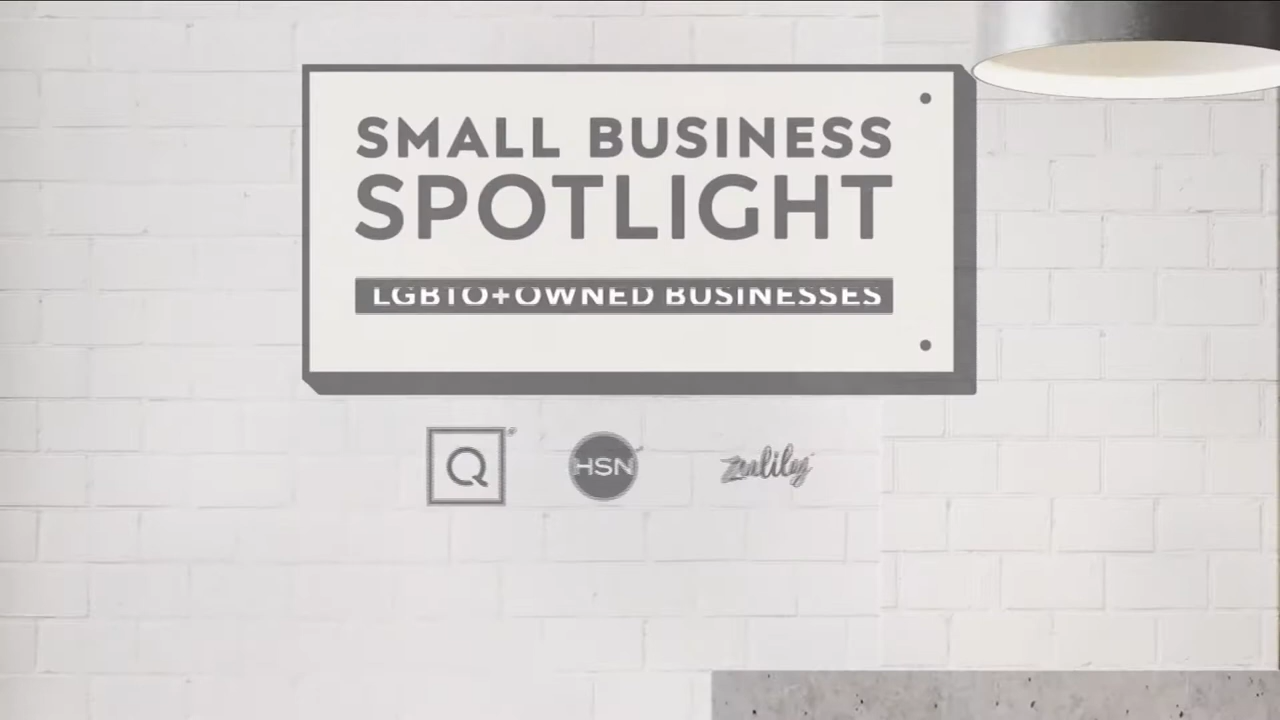 SMALL BUSINESS
SPOTLIGHT
LGBTQ+OWNED BUSINESSES
Q
HSN
zulily